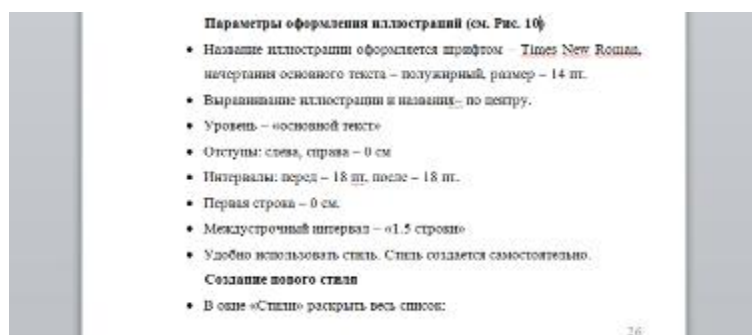 Параметры оформления иллюстраций (см. Рис. 10)
• Название иллюстрации оформляется шрифтом – Times New Roman,
начертания основного текста – полужирный, размер – 14 пт.
• Выравнивание иллюстрации и названия– по центру.
• Уровень – «основной текст»
• Отступы: слева, справа – 0 см
• Интервалы: перед – 18 пт, после – 18 пт.
• Первая строка – 0 см.
• Междустрочный интервал – «1.5 строки»
• Удобно использовать стиль. Стиль создается самостоятельно.
Создание нового стиля
• В окне «Стили» раскрыть весь список:
26